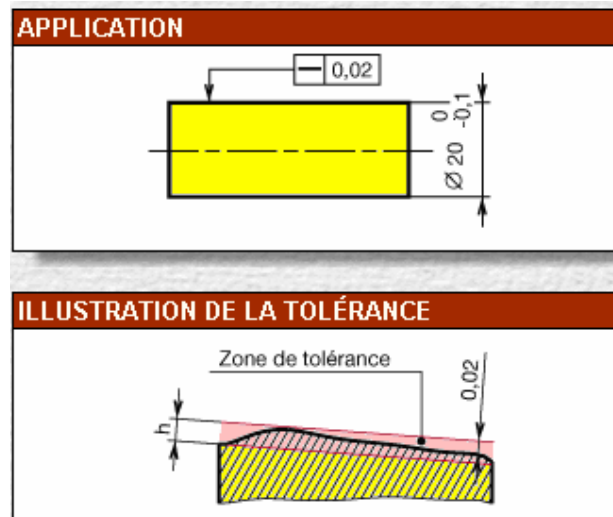 APPLICATION
— 0,02
0
-0,1
Ø 20
ILLUSTRATION DE LA TOLÉRANCE
Zone de tolérance
0,02
h